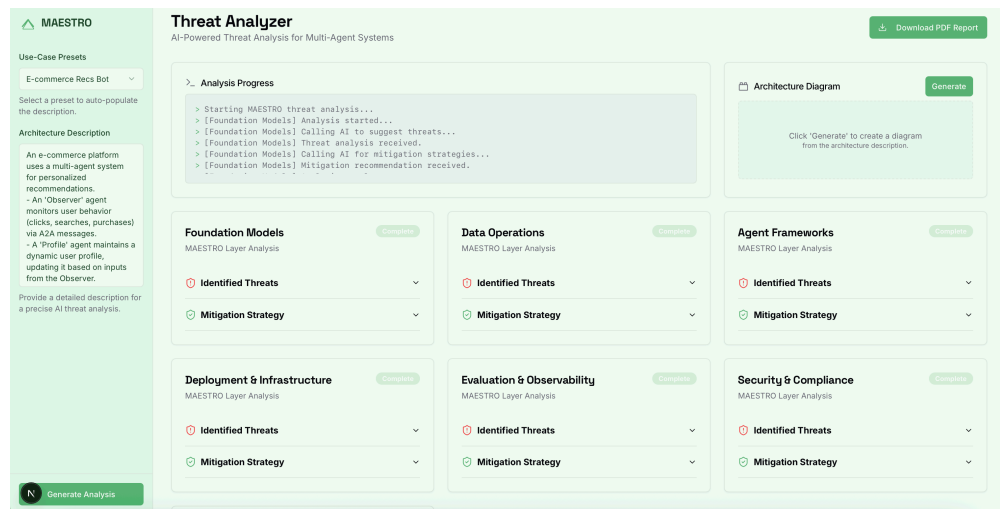 MAESTRO
Use-Case Presets
E-commerce Recs Bot
Select a preset to auto-populate
the description.
Architecture Description
An e-commerce platform
uses a multi-agent system
for personalized
recommendations.
- An 'Observer' agent
monitors user behavior
(clicks, searches, purchases)
via A2A messages.
- A 'Profile' agent maintains a
dynamic user profile,
updating it based on inputs
from the Observer.
Provide a detailed description for
a precise AI threat analysis.
N
Generate Analysis
Threat Analyzer
AI-Powered Threat Analysis for Multi-Agent Systems
Download PDF Report
>_ Analysis Progress
> Starting MAESTRO threat analysis...
> [Foundation Models] Analysis started...
> [Foundation Models] Calling AI to suggest threats...
> [Foundation Models] Threat analysis received.
> [Foundation Models] Calling AI for mitigation strategies...
> [Foundation Models] Mitigation recommendation received.
Architecture Diagram
Generate
Click 'Generate' to create a diagram
from the architecture description.
Foundation Models
Complete
MAESTRO Layer Analysis
Identified Threats
Mitigation Strategy
Data Operations
Complete
MAESTRO Layer Analysis
Identified Threats
Mitigation Strategy
Agent Frameworks
Complete
MAESTRO Layer Analysis
Identified Threats
Mitigation Strategy
Deployment & Infrastructure
Complete
MAESTRO Layer Analysis
Identified Threats
Mitigation Strategy
Evaluation & Observability
Complete
MAESTRO Layer Analysis
Identified Threats
Mitigation Strategy
Security & Compliance
Complete
MAESTRO Layer Analysis
Identified Threats
Mitigation Strategy